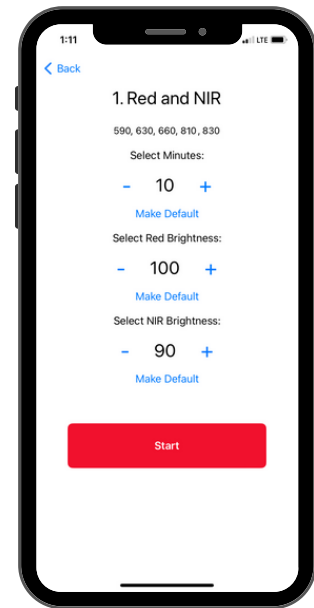 1:11
LTE
Back
1. Red and NIR
590, 630, 660, 810, 830
Select Minutes:
- 10 +
Make Default
Select Red Brightness:
- 100 +
Make Default
Select NIR Brightness:
- 90 +
Make Default
Start